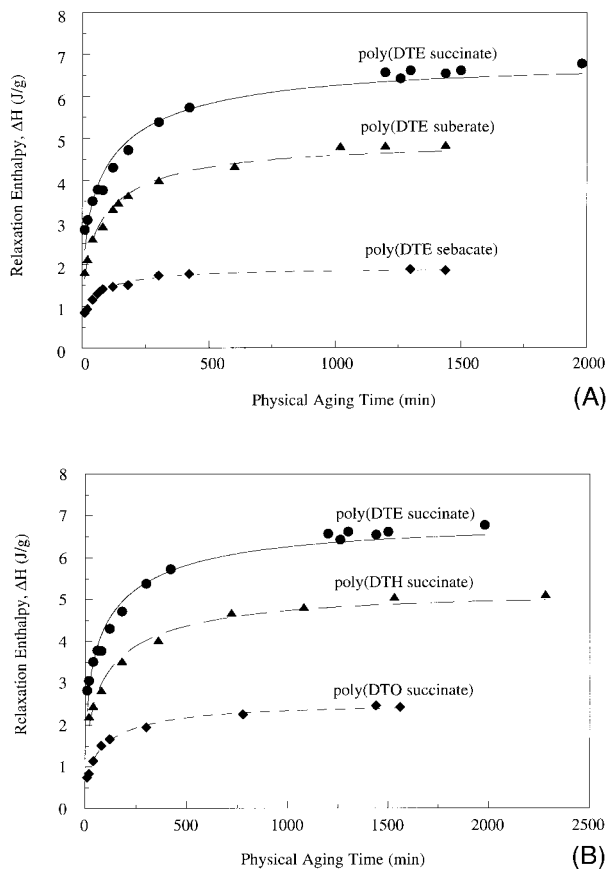 8
7
poly(DTE succinate)
6
5
poly(DTE suberate)
4
3
poly(DTE sebacate)
2
1
0
Relaxation Enthalpy, ΔH (J/g)
0 500 1000 1500 2000
Physical Aging Time (min)
(A)
8
7
poly(DTE succinate)
6
5
poly(DTH succinate)
4
3
poly(DTO succinate)
2
1
0
Relaxation Enthalpy, ΔH (J/g)
0 500 1000 1500 2000 2500
Physical Aging Time (min)
(B)